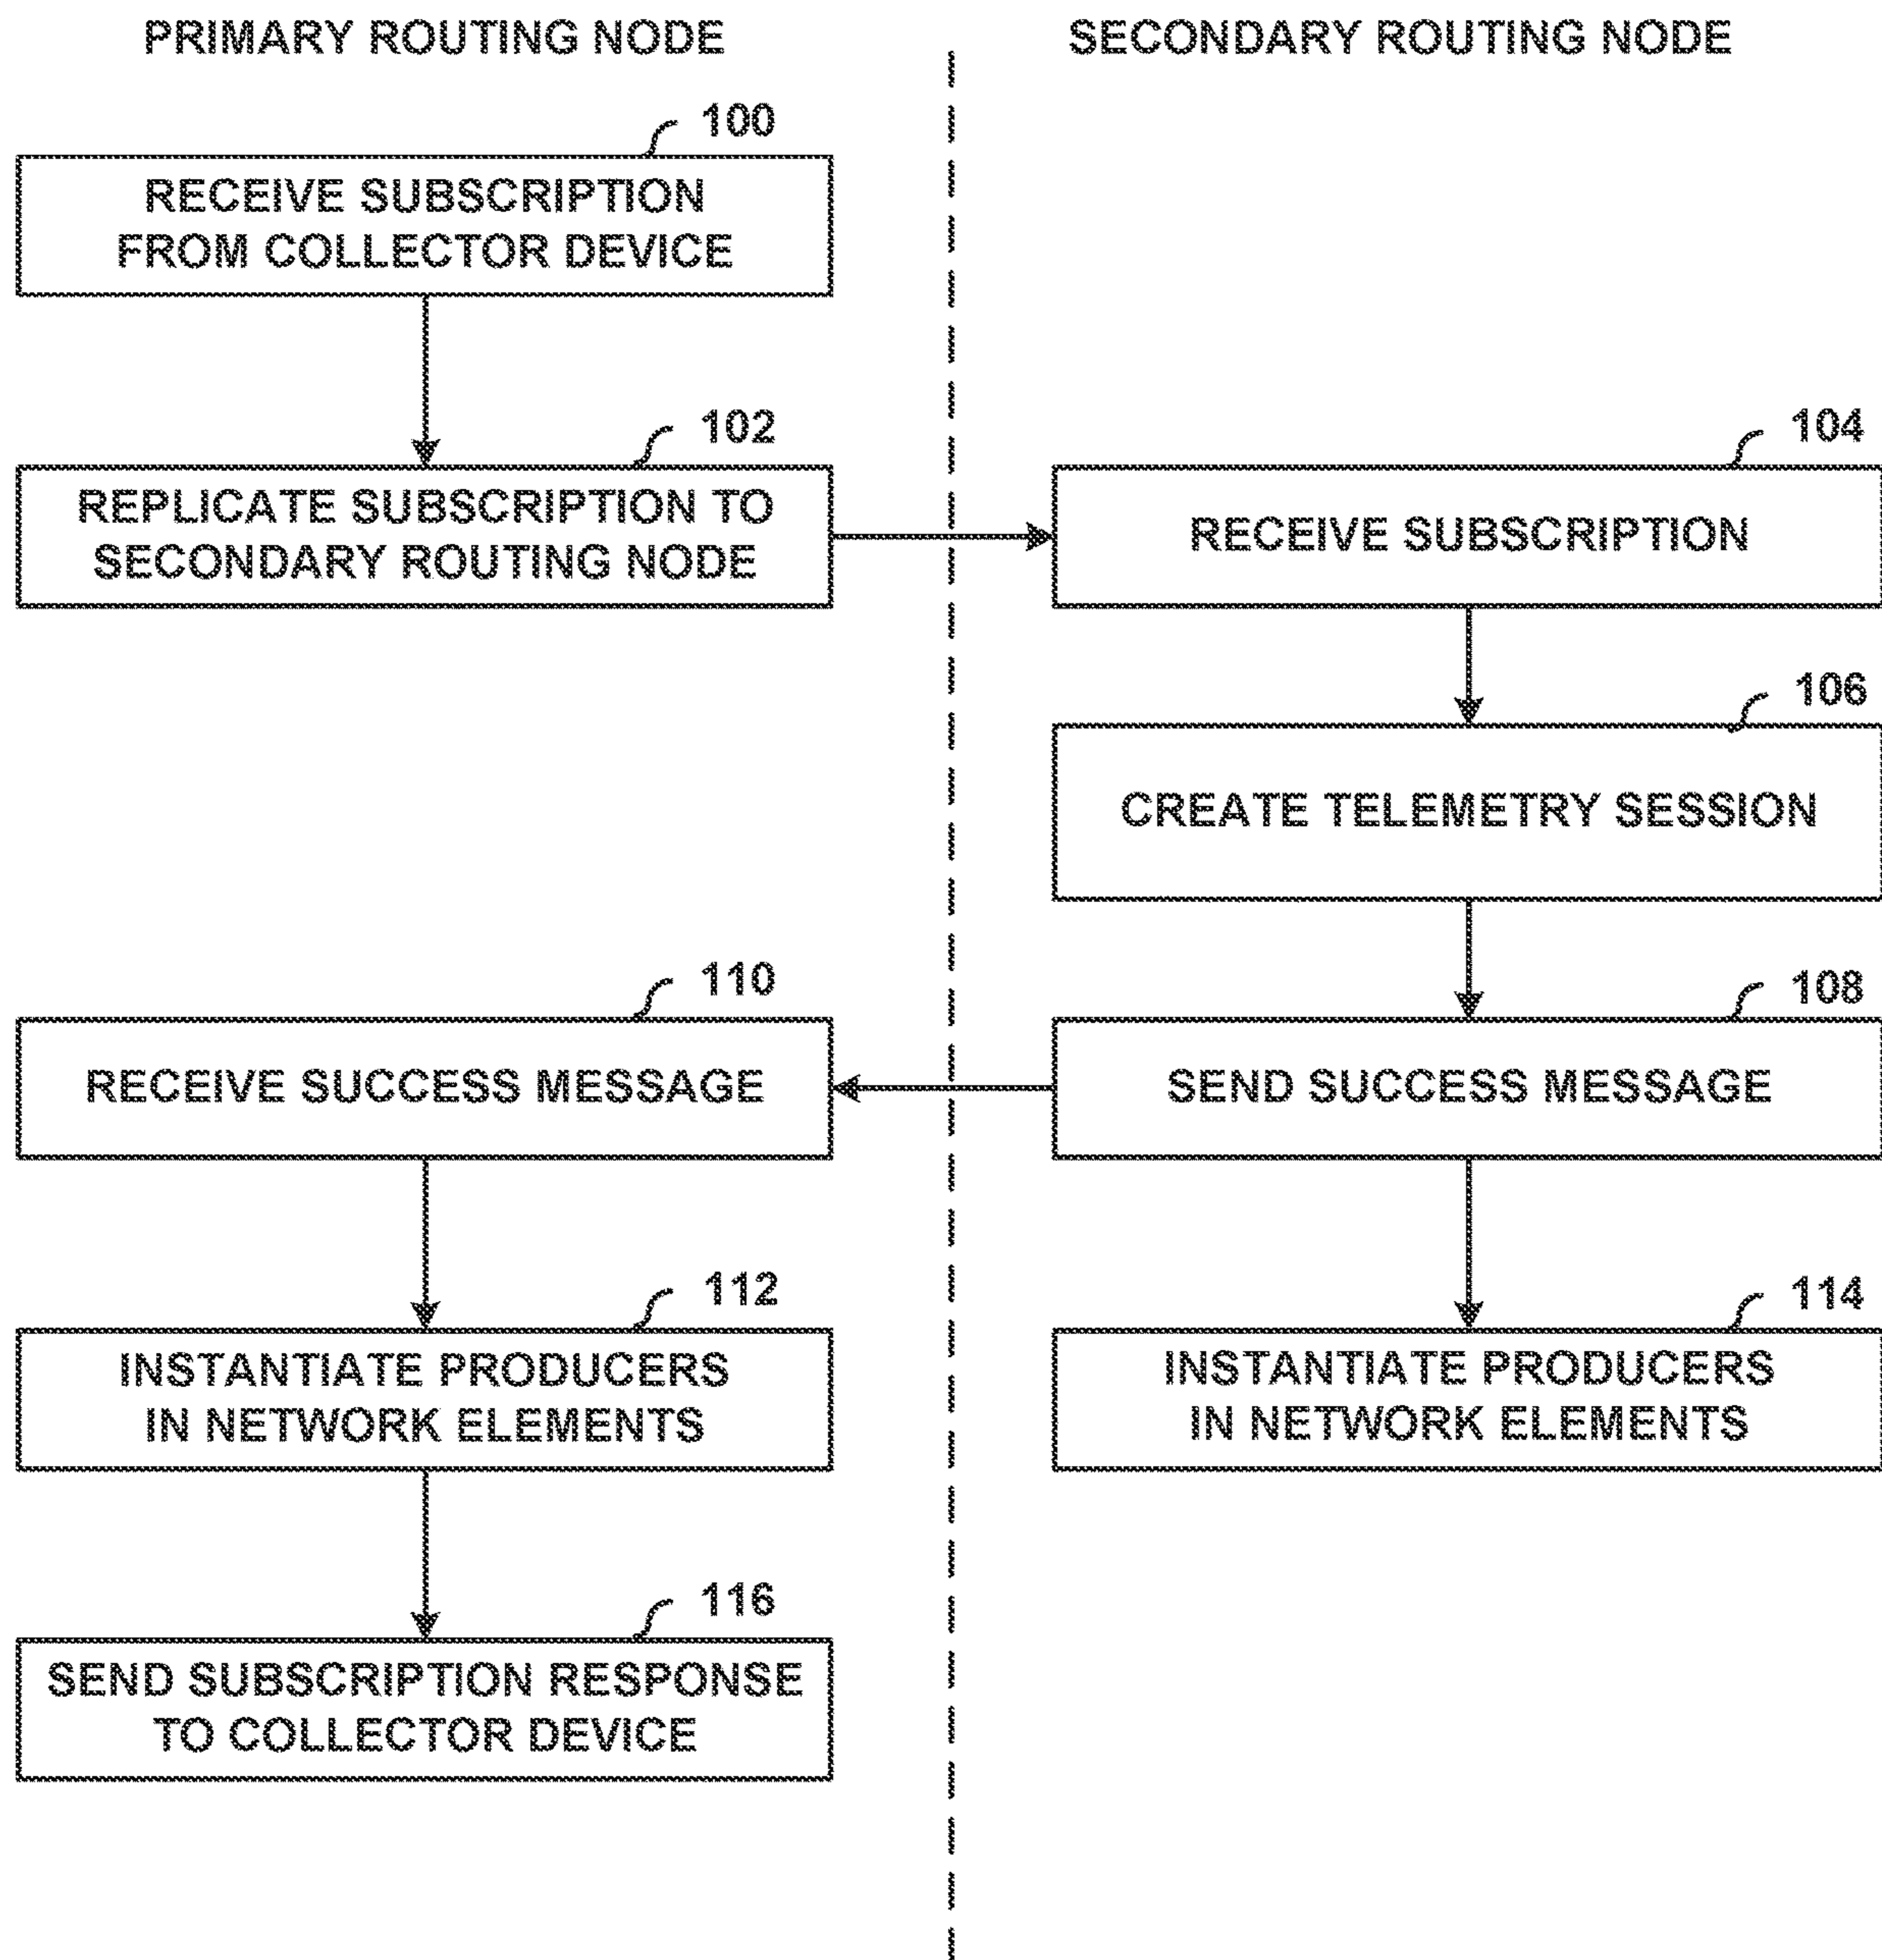 PRIMARY ROUTING NODE
SECONDARY ROUTING NODE
100
RECEIVE SUBSCRIPTION
FROM COLLECTOR DEVICE
102
REPLICATE SUBSCRIPTION TO
SECONDARY ROUTING NODE
104
RECEIVE SUBSCRIPTION
106
CREATE TELEMETRY SESSION
108
SEND SUCCESS MESSAGE
110
RECEIVE SUCCESS MESSAGE
112
INSTANTIATE PRODUCERS
IN NETWORK ELEMENTS
114
INSTANTIATE PRODUCERS
IN NETWORK ELEMENTS
116
SEND SUBSCRIPTION RESPONSE
TO COLLECTOR DEVICE